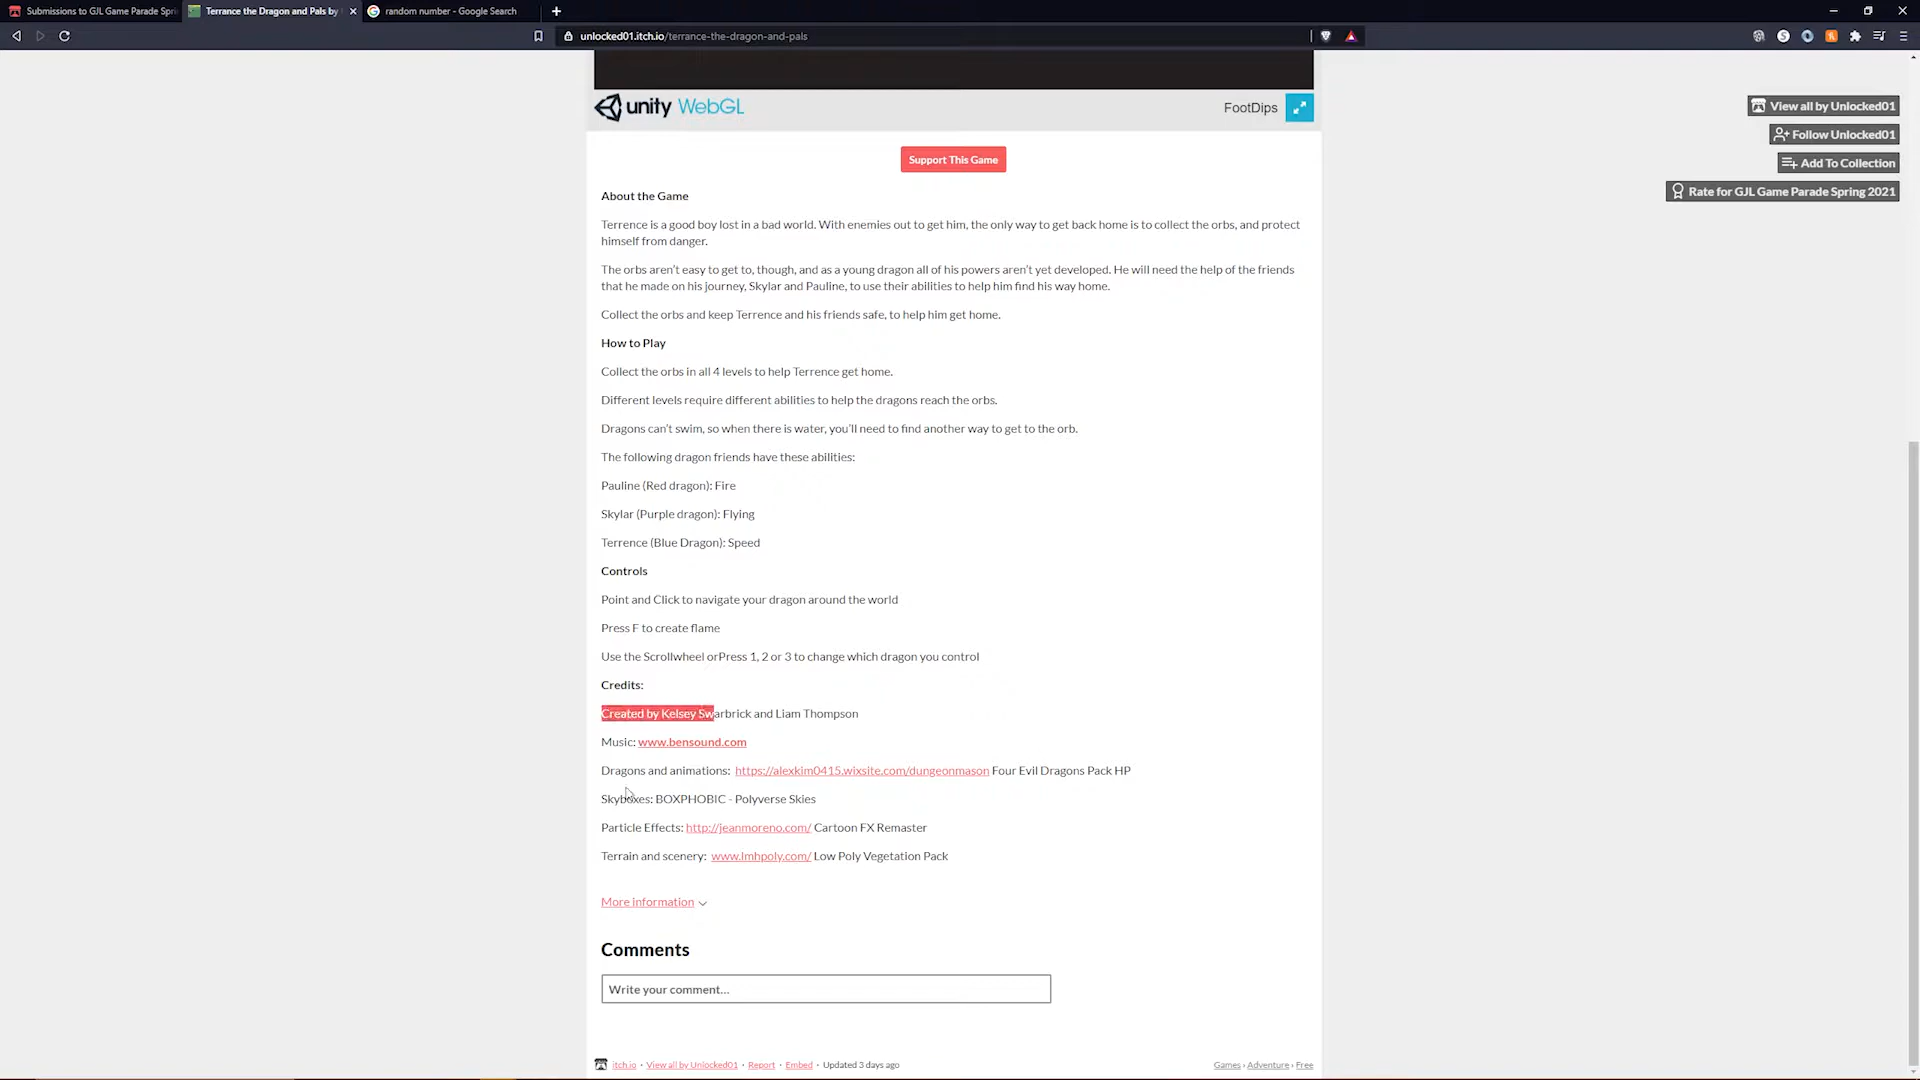 Submissions to GJL Game Parade Spri
Terrance the Dragon and Pals by
random number - Google Search
unlocked01.itch.io/terrance-the-dragon-and-pals
unity WebGL
FootDips
View all by Unlocked01
Follow Unlocked01
Add To Collection
Rate for GJL Game Parade Spring 2021
Support This Game
About the Game
Terrence is a good boy lost in a bad world. With enemies out to get him, the only way to get back home is to collect the orbs, and protect
himself from danger.
The orbs aren't easy to get to, though, and as a young dragon all of his powers aren't yet developed. He will need the help of the friends
that he made on his journey, Skylar and Pauline, to use their abilities to help him find his way home.
Collect the orbs and keep Terrence and his friends safe, to help him get home.
How to Play
Collect the orbs in all 4 levels to help Terrence get home.
Different levels require different abilities to help the dragons reach the orbs.
Dragons can't swim, so when there is water, you'll need to find another way to get to the orb.
The following dragon friends have these abilities:
Pauline (Red dragon): Fire
Skylar (Purple dragon): Flying
Terrence (Blue Dragon): Speed
Controls
Point and Click to navigate your dragon around the world
Press F to create flame
Use the Scrollwheel orPress 1, 2 or 3 to change which dragon you control
Credits:
Created by Kelsey Swarbrick and Liam Thompson
Music: www.bensound.com
Dragons and animations: https://alexkim0415.wixsite.com/dungeonmason Four Evil Dragons Pack HP
Skyboxes: BOXPHOBIC - Polyverse Skies
Particle Effects: http://jeanmoreno.com/ Cartoon FX Remaster
Terrain and scenery: www.lmhpoly.com/ Low Poly Vegetation Pack
More information
Comments
Write your comment...
itch.io · View all by Unlocked01 · Report · Embed · Updated 3 days ago
Games › Adventure › Free